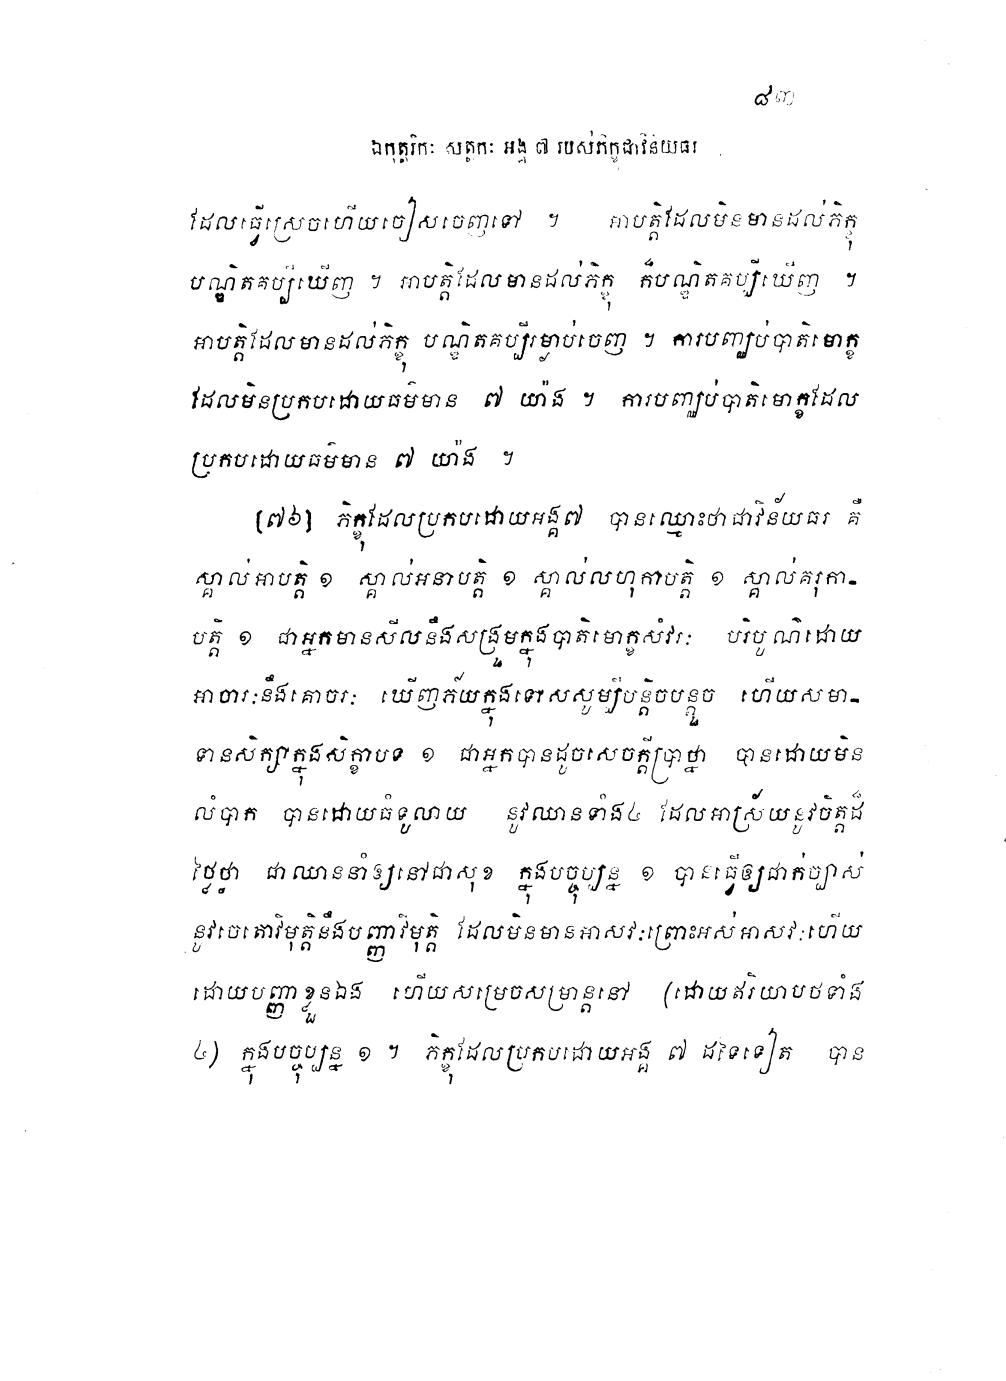 ៨៣
ឯកុត្តរិកៈ សត្តកៈ អង្គ ៧ របស់ភិក្ខុជាវិន័យធរ
ដែលធ្វើស្រេចហើយចៀសចេញទៅ ។ អាបត្តិដែលមិនមានដល់ភិក្ខុ
បណ្ឌិតគប្បីឃើញ ។ អាបត្តិដែលមានដល់ភិក្ខុ ក៏បណ្ឌិតគប្បីឃើញ ។
អាបត្តិដែលមានដល់ភិក្ខុ បណ្ឌិតគប្បីរម្ងាប់ចេញ ។ ការបញ្ឈប់បាតិមោក្ខ
ដែលមិនប្រកបដោយធម៌មាន ៧ យ៉ាង ។ ការបញ្ឈប់បាតិមោក្ខដែល
ប្រកបដោយធម៌មាន ៧ យ៉ាង ។
[៧៦] ភិក្ខុដែលប្រកបដោយអង្គ៧ បានឈ្មោះថាជាវិន័យធរ គឺ
ស្គាល់អាបត្តិ ១ ស្គាល់អនាបត្តិ ១ ស្គាល់លហុកាបត្តិ ១ ស្គាល់គរុកា-
បត្តិ ១ ជាអ្នកមានសីលនឹងសង្រួមក្នុងបាតិមោក្ខសំវរៈ បរិបូណ៌ដោយ
អាចារៈនឹងគោចរៈ ឃើញភ័យក្នុងទោសសូម្បីបន្តិចបន្តួច ហើយសមា-
ទានសិក្សាក្នុងសិក្ខាបទ ១ ជាអ្នកបានដូចសេចក្តីប្រាថ្នា បានដោយមិន
លំបាក បានដោយធំទូលាយ នូវឈានទាំង៤ ដែលអាស្រ័យនូវចិត្តដ៏
ថ្លៃថ្លា ជាឈាននាំឲ្យនៅជាសុខ ក្នុងបច្ចុប្បន្ន ១ បានធ្វើឲ្យជាក់ច្បាស់
នូវចេតោវិមុត្តិនឹងបញ្ញាវិមុត្តិ ដែលមិនមានអាសវៈព្រោះអស់អាសវៈហើយ
ដោយបញ្ញាខ្លួនឯង ហើយសម្រេចសម្រាន្តនៅ (ដោយឥរិយាបថទាំង
៤) ក្នុងបច្ចុប្បន្ន ១ ។ ភិក្ខុដែលប្រកបដោយអង្គ ៧ ដទៃទៀត បាន